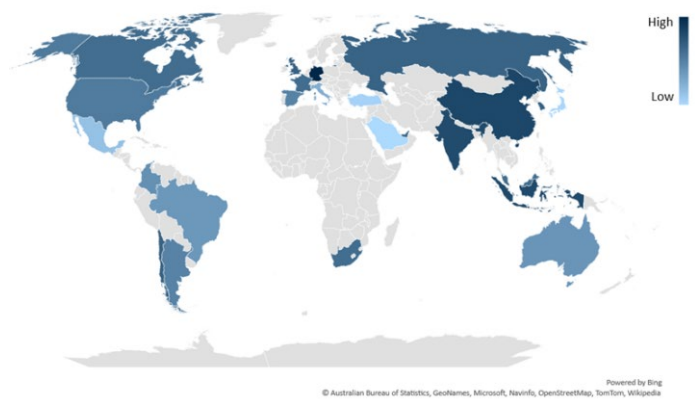 High
Low
Powered by Bing
© Australian Bureau of Statistics, GeoNames, Microsoft, Navinfo, OpenStreetMap, TomTom, Wikipedia